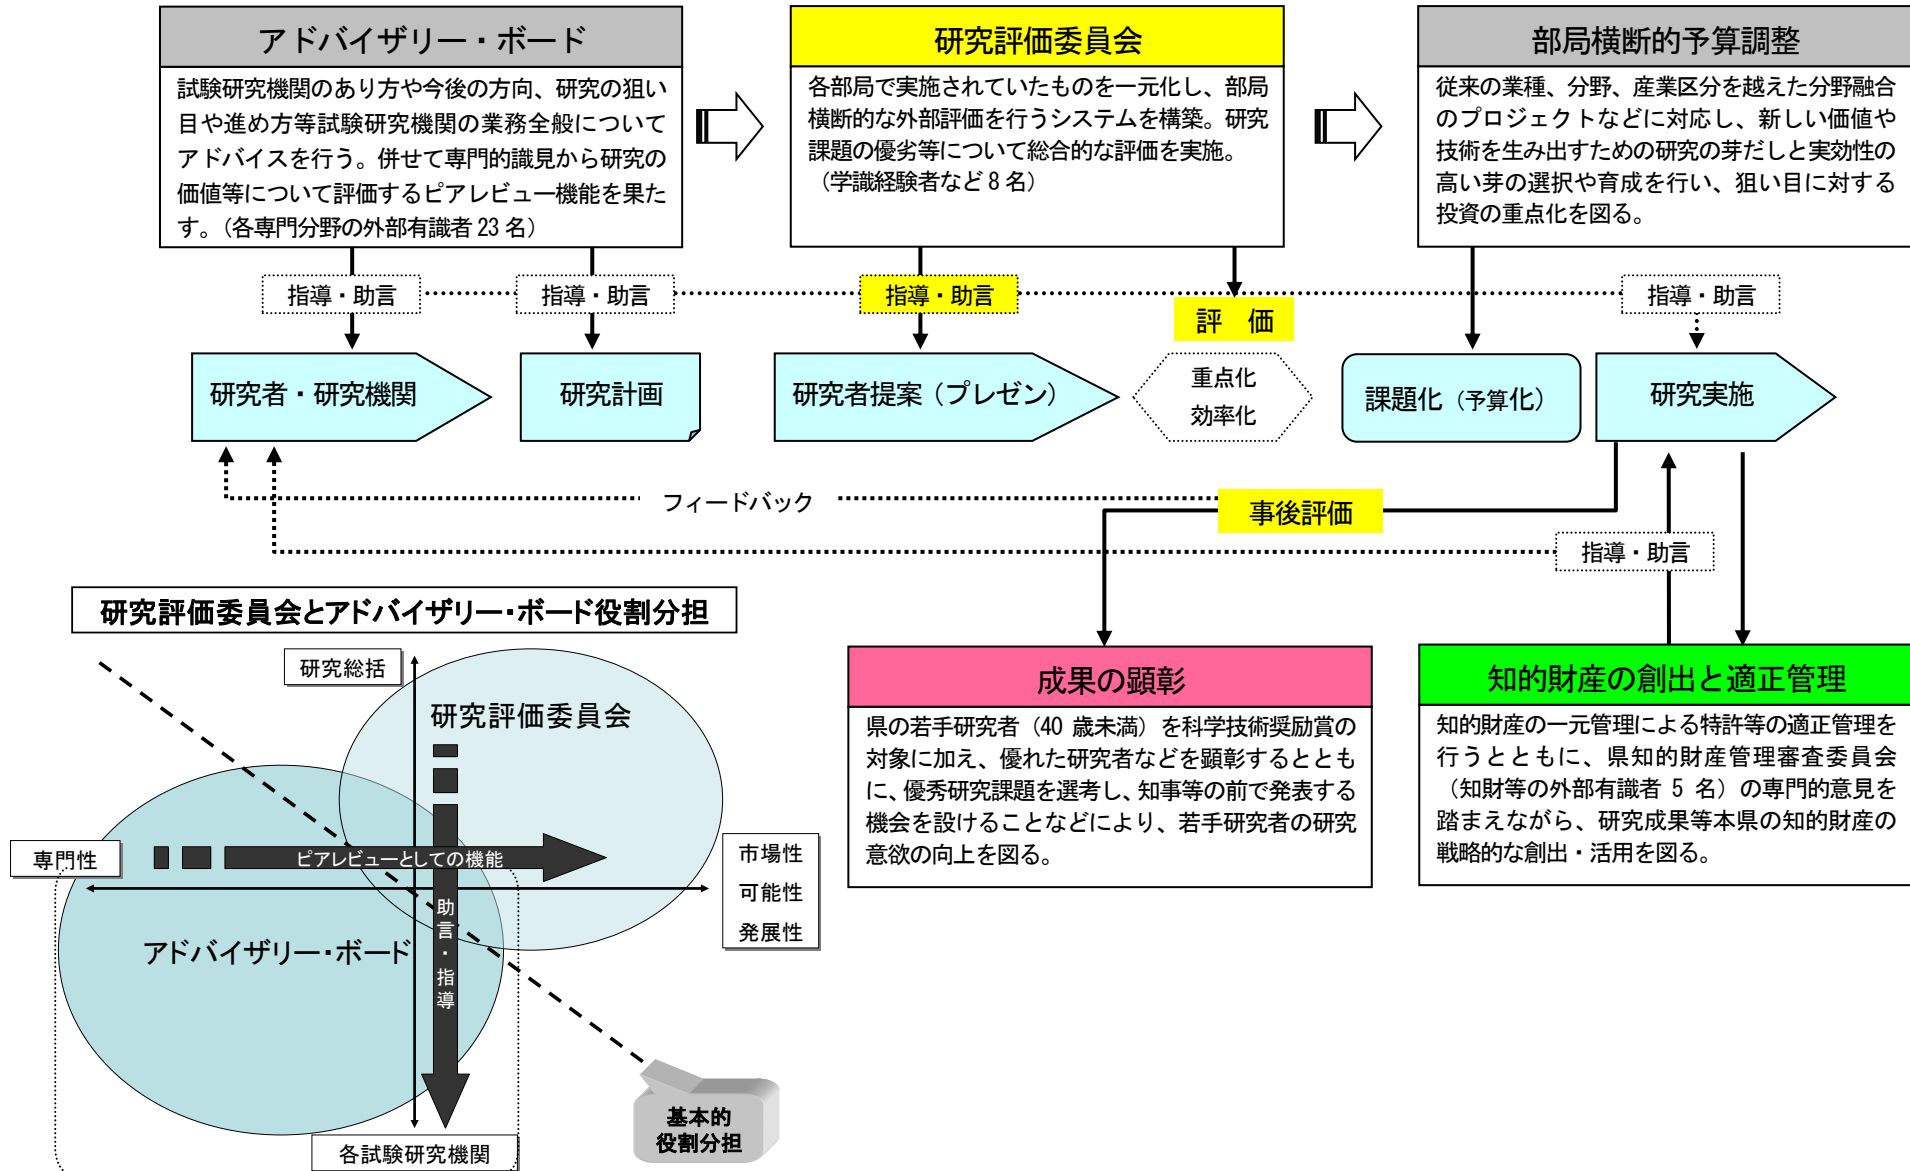 アドバイザリー・ボード
試験研究機関のあり方や今後の方向、研究の狙い
目や進め方等試験研究機関の業務全般について
アドバイスを行う。併せて専門的識見から研究の
価値等について評価するピアレビュー機能を果た
す。（各専門分野の外部有識者 23 名）
研究評価委員会
各部局で実施されていたものを一元化し、部局
横断的な外部評価を行うシステムを構築。研究
課題の優劣等について総合的な評価を実施。
（学識経験者など 8 名）
部局横断的予算調整
従来の業種、分野、産業区分を越えた分野融合
のプロジェクトなどに対応し、新しい価値や
技術を生み出すための研究の芽だしと実効性の
高い芽の選択や育成を行い、狙い目に対する
投資の重点化を図る。
指導・助言
指導・助言
指導・助言
指導・助言
評　価
研究者・研究機関
研究計画
研究者提案（プレゼン）
重点化
効率化
課題化（予算化）
研究実施
フィードバック
事後評価
指導・助言
研究評価委員会とアドバイザリー・ボード役割分担
研究総括
研究評価委員会
専門性
ピアレビューとしての機能
市場性
可能性
発展性
助言・指導
アドバイザリー・ボード
各試験研究機関
基本的
役割分担
成果の顕彰
県の若手研究者（40 歳未満）を科学技術奨励賞の
対象に加え、優れた研究者などを顕彰するととも
に、優秀研究課題を選考し、知事等の前で発表する
機会を設けることなどにより、若手研究者の研究
意欲の向上を図る。
知的財産の創出と適正管理
知的財産の一元管理による特許等の適正管理を
行うとともに、県知的財産管理審査委員会
（知財等の外部有識者 5 名）の専門的意見を
踏まえながら、研究成果等本県の知的財産の
戦略的な創出・活用を図る。